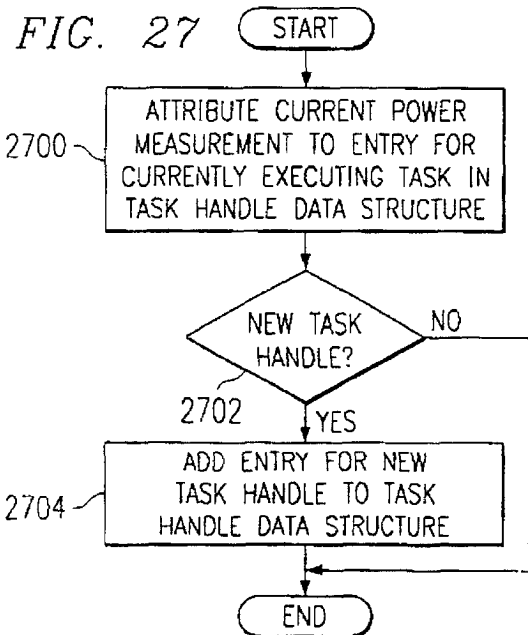 FIG. 27
START
2700
ATTRIBUTE CURRENT POWER
MEASUREMENT TO ENTRY FOR
CURRENTLY EXECUTING TASK IN
TASK HANDLE DATA STRUCTURE
NEW TASK
HANDLE?
NO
2702
YES
2704
ADD ENTRY FOR NEW
TASK HANDLE TO TASK
HANDLE DATA STRUCTURE
END